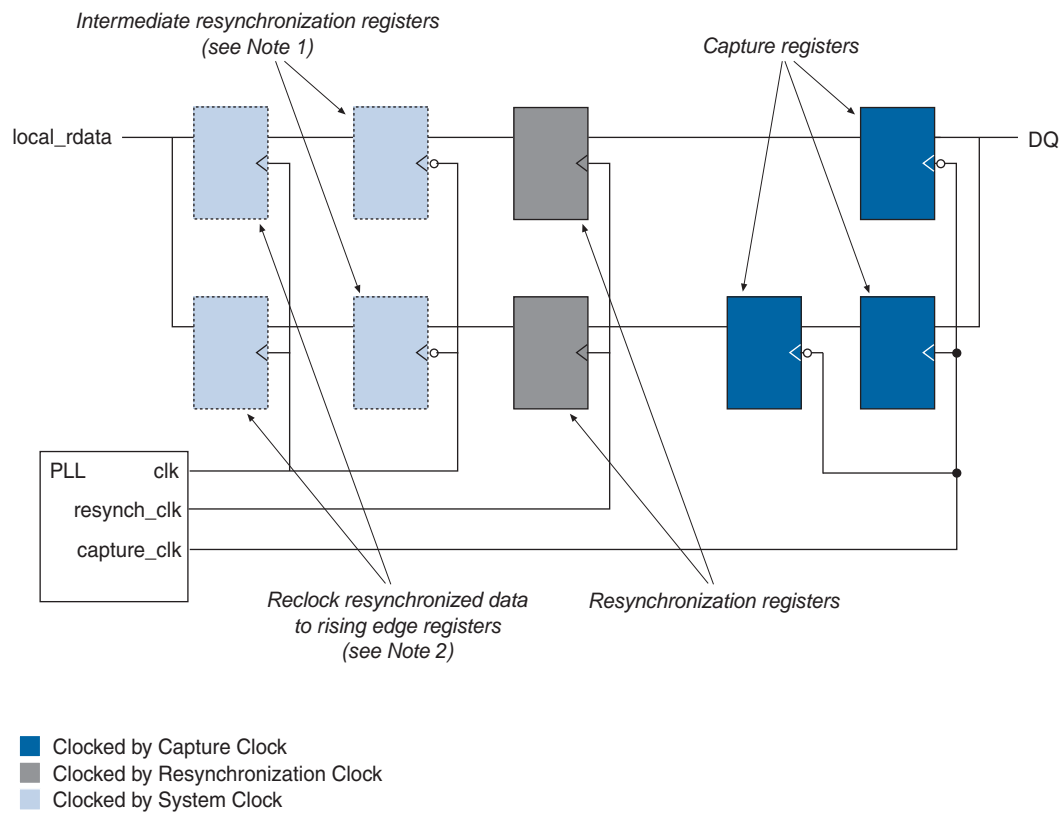 Intermediate resynchronization registers
(see Note 1)
Capture registers
local_rdata
DQ
PLL
clk
resynch_clk
capture_clk
Reclock resynchronized data
to rising edge registers
(see Note 2)
Resynchronization registers
Clocked by Capture Clock
Clocked by Resynchronization Clock
Clocked by System Clock